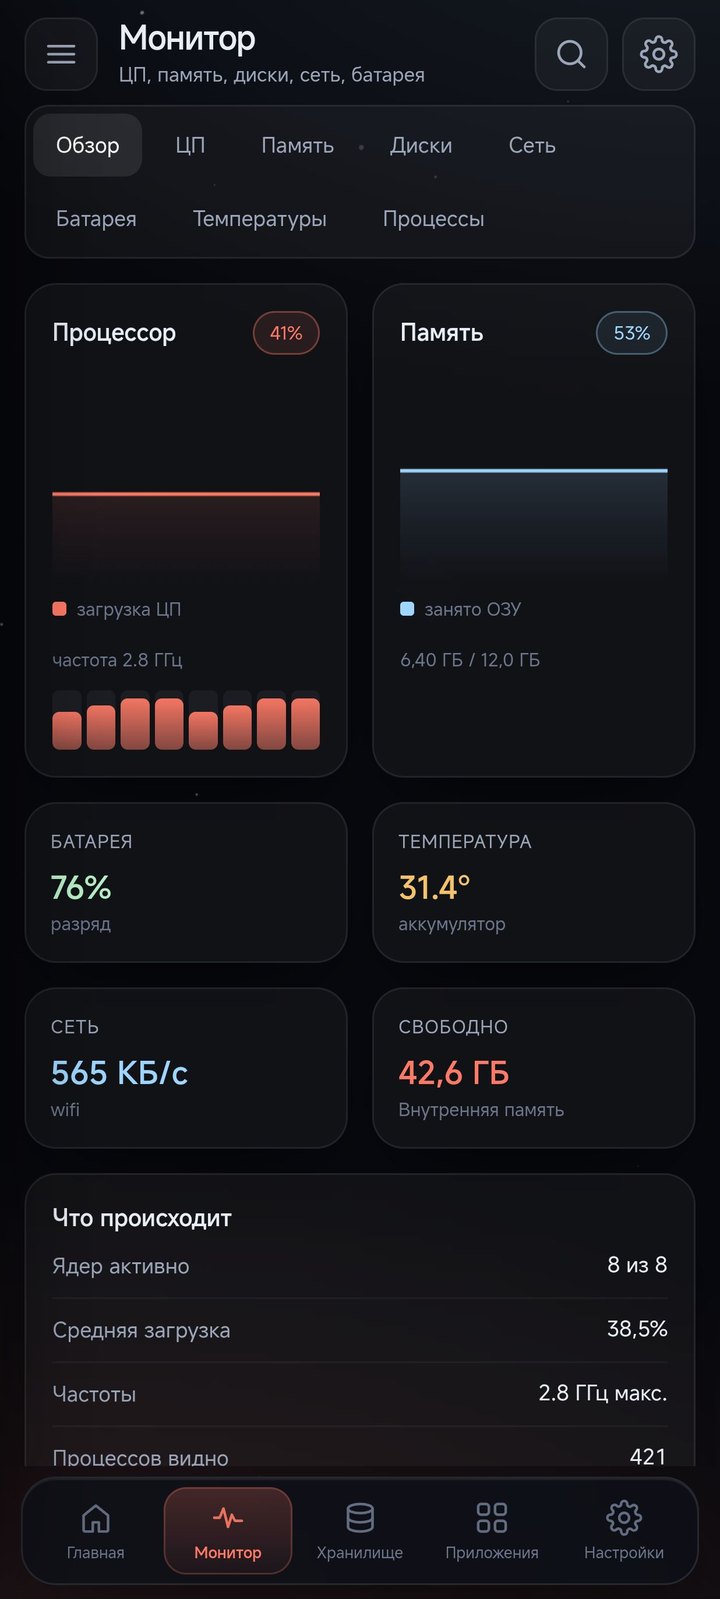 Монитор
ЦП, память, диски, сеть, батарея
Обзор ЦП Память Диски Сеть
Батарея Температуры Процессы
Процессор 41%
загрузка ЦП
частота 2.8 ГГц
Память 53%
занято ОЗУ
6,40 ГБ / 12,0 ГБ
БАТАРЕЯ
76%
разряд
ТЕМПЕРАТУРА
31.4°
аккумулятор
СЕТЬ
565 КБ/с
wifi
СВОБОДНО
42,6 ГБ
Внутренняя память
Что происходит
Ядер активно 8 из 8
Средняя загрузка 38,5%
Частоты 2.8 ГГц макс.
Процессов видно 421
Главная Монитор Хранилище Приложения Настройки